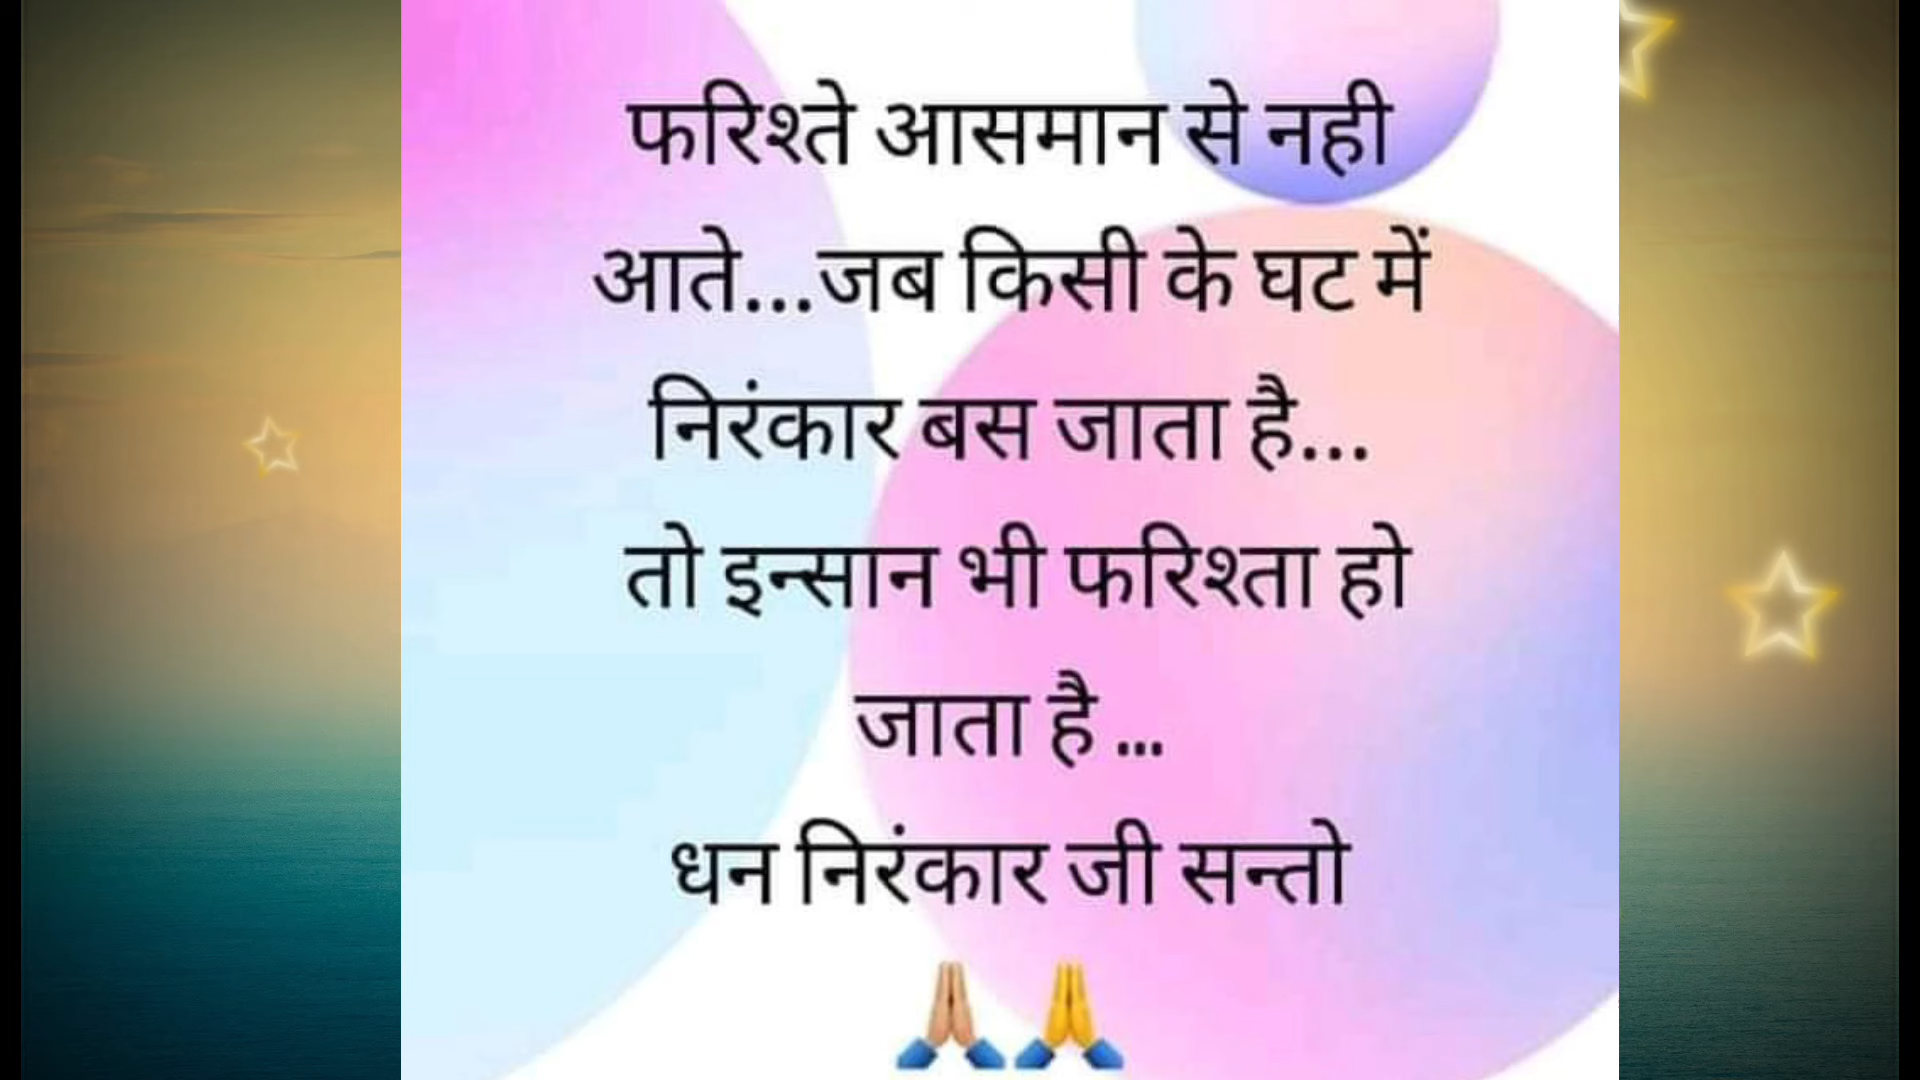 फरिश्ते आसमान से नही
आते...जब किसी के घट में
निरंकार बस जाता है...
तो इन्सान भी फरिश्ता हो
जाता है ...
धन निरंकार जी सन्तो
🙏🏼🙏